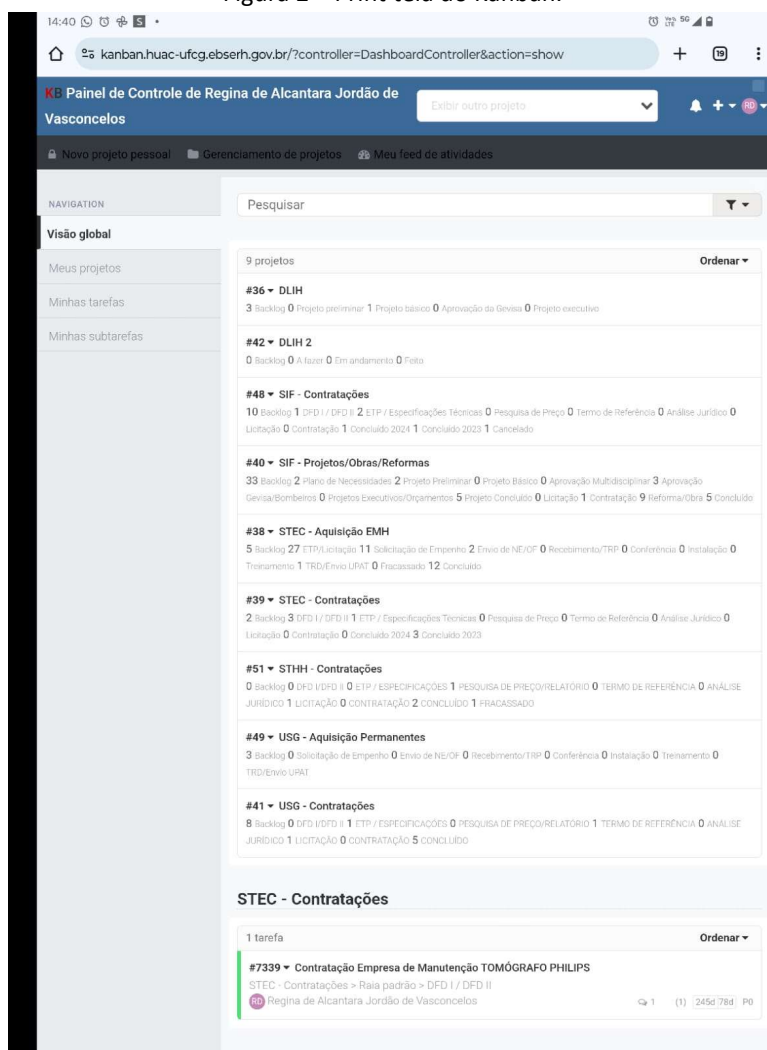 14:40
5G
kanban.huac-ufcg.ebserh.gov.br/?controller=DashboardController&action=show
19
KB Painel de Controle de Regina de Alcantara Jordão de
Vasconcelos
Exibir outro projeto
RD
Novo projeto pessoal Gerenciamento de projetos Meu feed de atividades
NAVIGATION
Visão global
Meus projetos
Minhas tarefas
Minhas subtarefas
Pesquisar
9 projetos Ordenar
#36 DLIH
3 Backlog 0 Projeto preliminar 1 Projeto básico 0 Aprovação da Gevisa 0 Projeto executivo
#42 DLIH 2
0 Backlog 0 A fazer 0 Em andamento 0 Feito
#48 SIF - Contratações
10 Backlog 1 DFD I / DFD II 2 ETP / Especificações Técnicas 0 Pesquisa de Preço 0 Termo de Referência 0 Análise Jurídico 0
Licitação 0 Contratação 1 Concluído 2024 1 Concluído 2023 1 Cancelado
#40 SIF - Projetos/Obras/Reformas
33 Backlog 2 Plano de Necessidades 2 Projeto Preliminar 0 Projeto Básico 0 Aprovação Multidisciplinar 3 Aprovação
Gevisa/Bombeiros 0 Projetos Executivos/Orçamentos 5 Projeto Concluído 0 Licitação 1 Contratação 9 Reforma/Obra 5 Concluído
#38 STEC - Aquisição EMH
5 Backlog 27 ETP/Licitação 11 Solicitação de Empenho 2 Envio de NE/OF 0 Recebimento/TRP 0 Conferência 0 Instalação 0
Treinamento 1 TRD/Envio UPAT 0 Fracassado 12 Concluído
#39 STEC - Contratações
2 Backlog 3 DFD I / DFD II 1 ETP / Especificações Técnicas 0 Pesquisa de Preço 0 Termo de Referência 0 Análise Jurídico 0
Licitação 0 Contratação 0 Concluído 2024 3 Concluído 2023
#51 STHH - Contratações
0 Backlog 0 DFD I/DFD II 0 ETP / ESPECIFICAÇÕES 1 PESQUISA DE PREÇO/RELATÓRIO 0 TERMO DE REFERÊNCIA 0 ANÁLISE
JURÍDICO 1 LICITAÇÃO 0 CONTRATAÇÃO 2 CONCLUÍDO 1 FRACASSADO
#49 USG - Aquisição Permanentes
3 Backlog 0 Solicitação de Empenho 0 Envio de NE/OF 0 Recebimento/TRP 0 Conferência 0 Instalação 0 Treinamento 0
TRD/Envio UPAT
#41 USG - Contratações
8 Backlog 0 DFD I/DFD II 1 ETP / ESPECIFICAÇÕES 0 PESQUISA DE PREÇO/RELATÓRIO 1 TERMO DE REFERÊNCIA 0 ANÁLISE
JURÍDICO 1 LICITAÇÃO 0 CONTRATAÇÃO 5 CONCLUÍDO
STEC - Contratações
1 tarefa Ordenar
#7339 Contratação Empresa de Manutenção TOMÓGRAFO PHILIPS
STEC - Contratações > Raia padrão > DFD I / DFD II
RD Regina de Alcantara Jordão de Vasconcelos 1 (1) 245d 78d P0